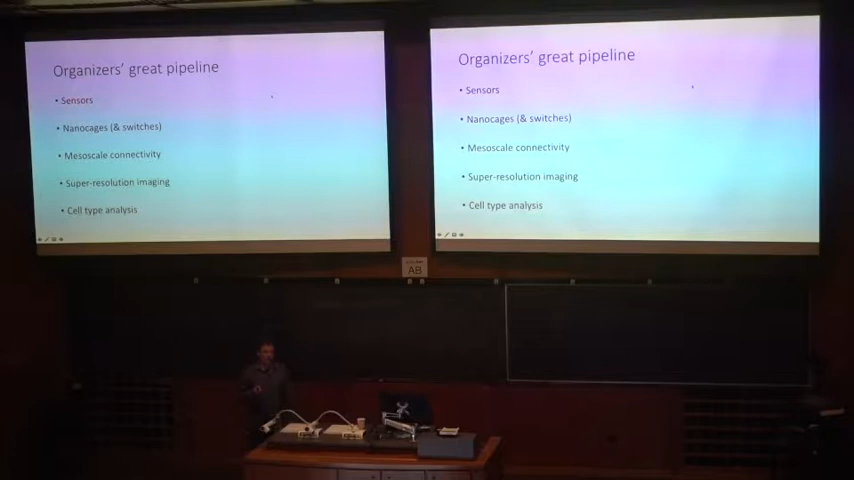 Organizers' great pipeline
• Sensors
• Nanocages (& switches)
• Mesoscale connectivity
• Super-resolution imaging
• Cell type analysis
Organizers' great pipeline
• Sensors
• Nanocages (& switches)
• Mesoscale connectivity
• Super-resolution imaging
• Cell type analysis
AB